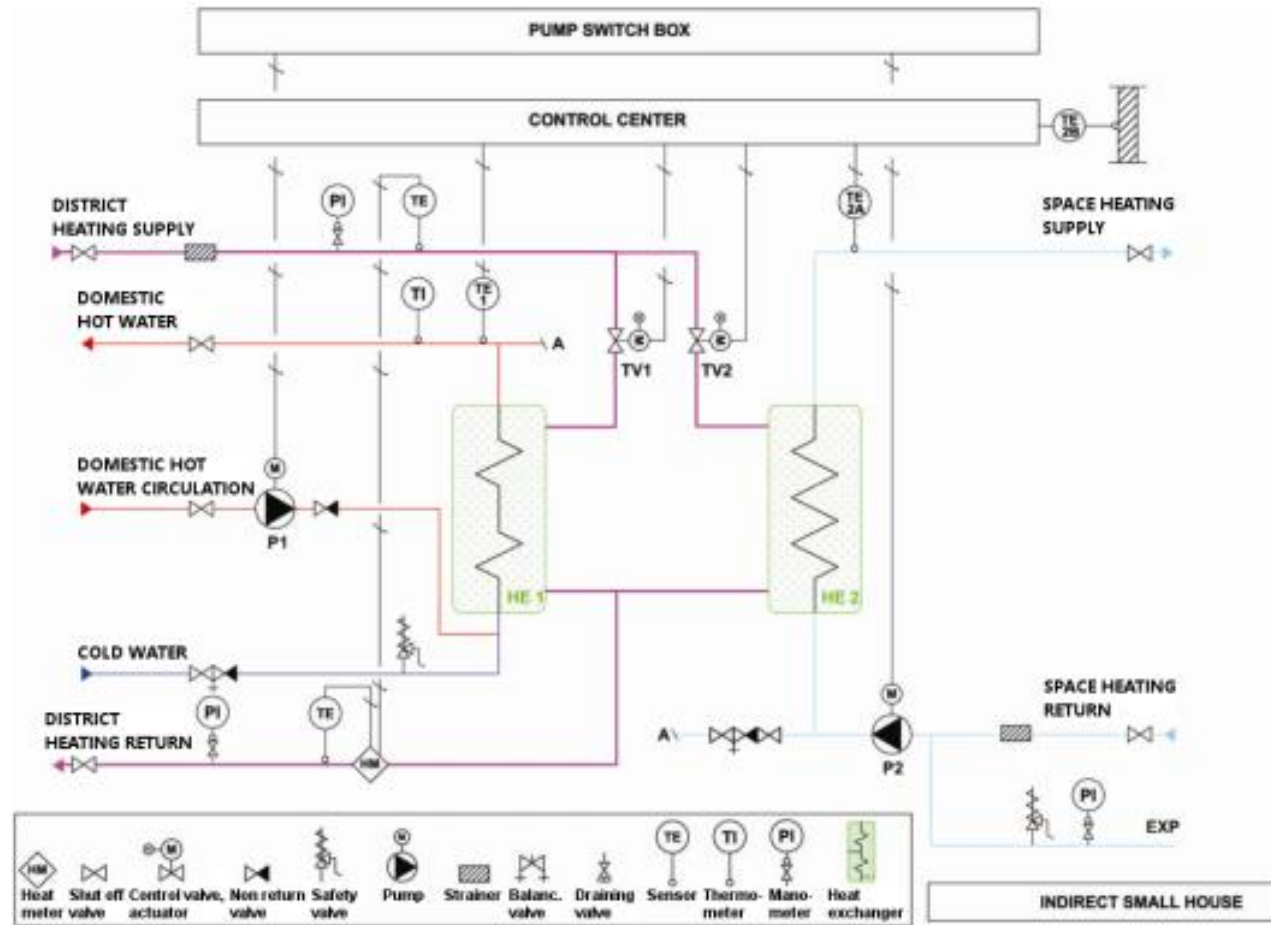 PUMP SWITCH BOX
CONTROL CENTER
TE
2B
DISTRICT
HEATING SUPPLY
PI
TE
TE
2A
SPACE HEATING
SUPPLY
DOMESTIC
HOT WATER
TI
TE
1
A
M
M
TV1
TV2
DOMESTIC HOT
WATER CIRCULATION
M
P1
HE 1
HE 2
COLD WATER
PI
TE
DISTRICT
HEATING RETURN
HM
A
M
P2
SPACE HEATING
RETURN
PI
EXP
HM
M
M
TE
TI
PI
Heat
meter
Shut off
valve
Control valve,
actuator
Non return
valve
Safety
valve
Pump
Strainer
Balanc.
valve
Draining
valve
Sensor
Thermo-
meter
Mano-
meter
Heat
exchanger
INDIRECT SMALL HOUSE